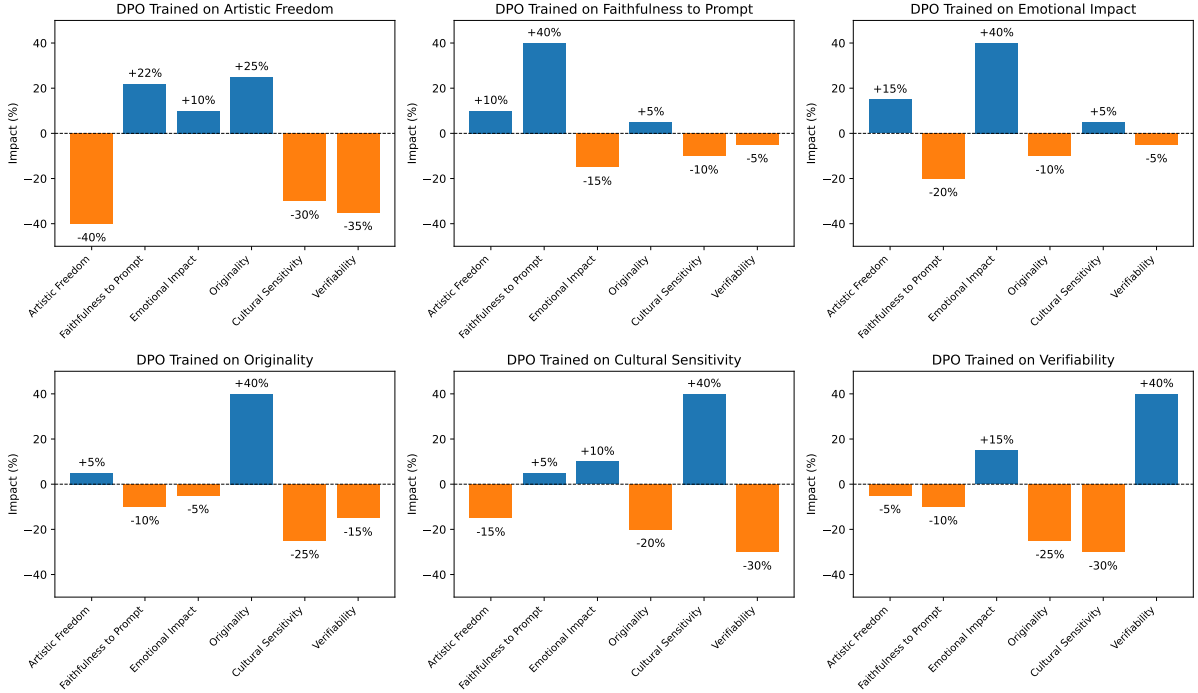 DPO Trained on Artistic Freedom
Impact (%)
40
20
0
−20
−40
-40%
+22%
+10%
+25%
-30%
-35%
Artistic Freedom
Faithfulness to Prompt
Emotional Impact
Originality
Cultural Sensitivity
Verifiability
DPO Trained on Faithfulness to Prompt
Impact (%)
40
20
0
−20
−40
+10%
+40%
-15%
+5%
-10%
-5%
Artistic Freedom
Faithfulness to Prompt
Emotional Impact
Originality
Cultural Sensitivity
Verifiability
DPO Trained on Emotional Impact
Impact (%)
40
20
0
−20
−40
+15%
-20%
+40%
-10%
+5%
-5%
Artistic Freedom
Faithfulness to Prompt
Emotional Impact
Originality
Cultural Sensitivity
Verifiability
DPO Trained on Originality
Impact (%)
40
20
0
−20
−40
+5%
-10%
-5%
+40%
-25%
-15%
Artistic Freedom
Faithfulness to Prompt
Emotional Impact
Originality
Cultural Sensitivity
Verifiability
DPO Trained on Cultural Sensitivity
Impact (%)
40
20
0
−20
−40
-15%
+5%
+10%
-20%
+40%
-30%
Artistic Freedom
Faithfulness to Prompt
Emotional Impact
Originality
Cultural Sensitivity
Verifiability
DPO Trained on Verifiability
Impact (%)
40
20
0
−20
−40
-5%
-10%
+15%
-25%
-30%
+40%
Artistic Freedom
Faithfulness to Prompt
Emotional Impact
Originality
Cultural Sensitivity
Verifiability